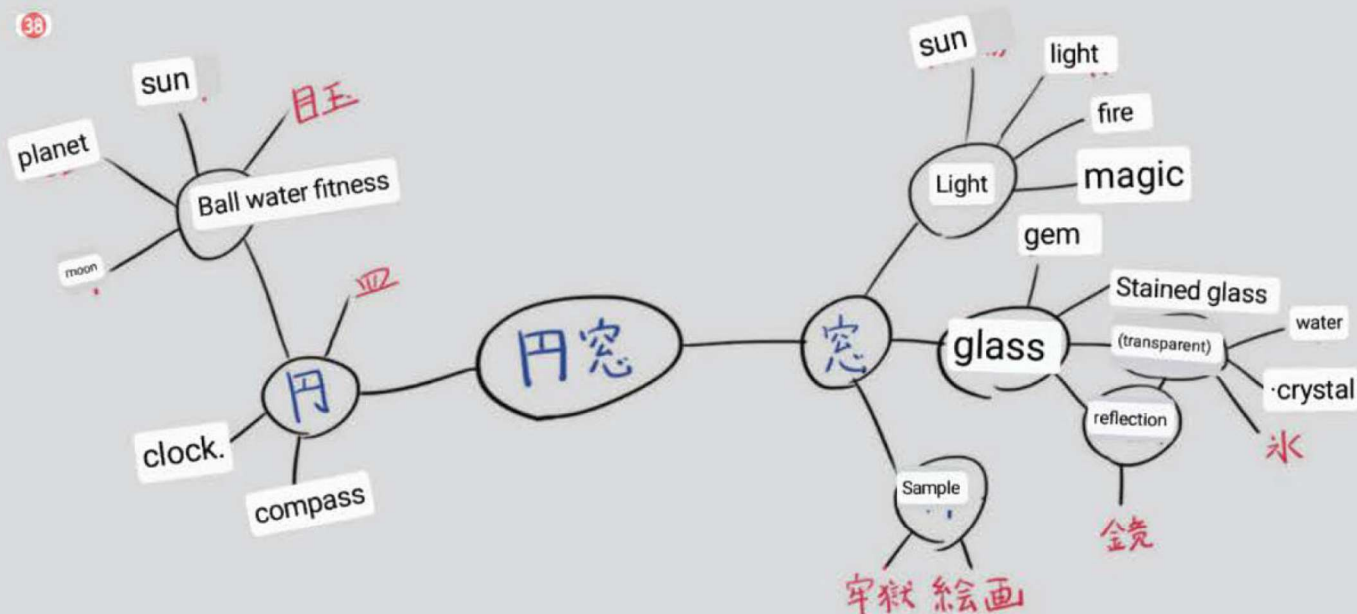 38
sun
目玉
planet
Ball water fitness
moon
皿
円
clock.
compass
円窓
窓
sun
light
fire
Light
magic
gem
Stained glass
glass
(transparent)
water
·crystal
氷
reflection
鏡
Sample
牢獄 絵画